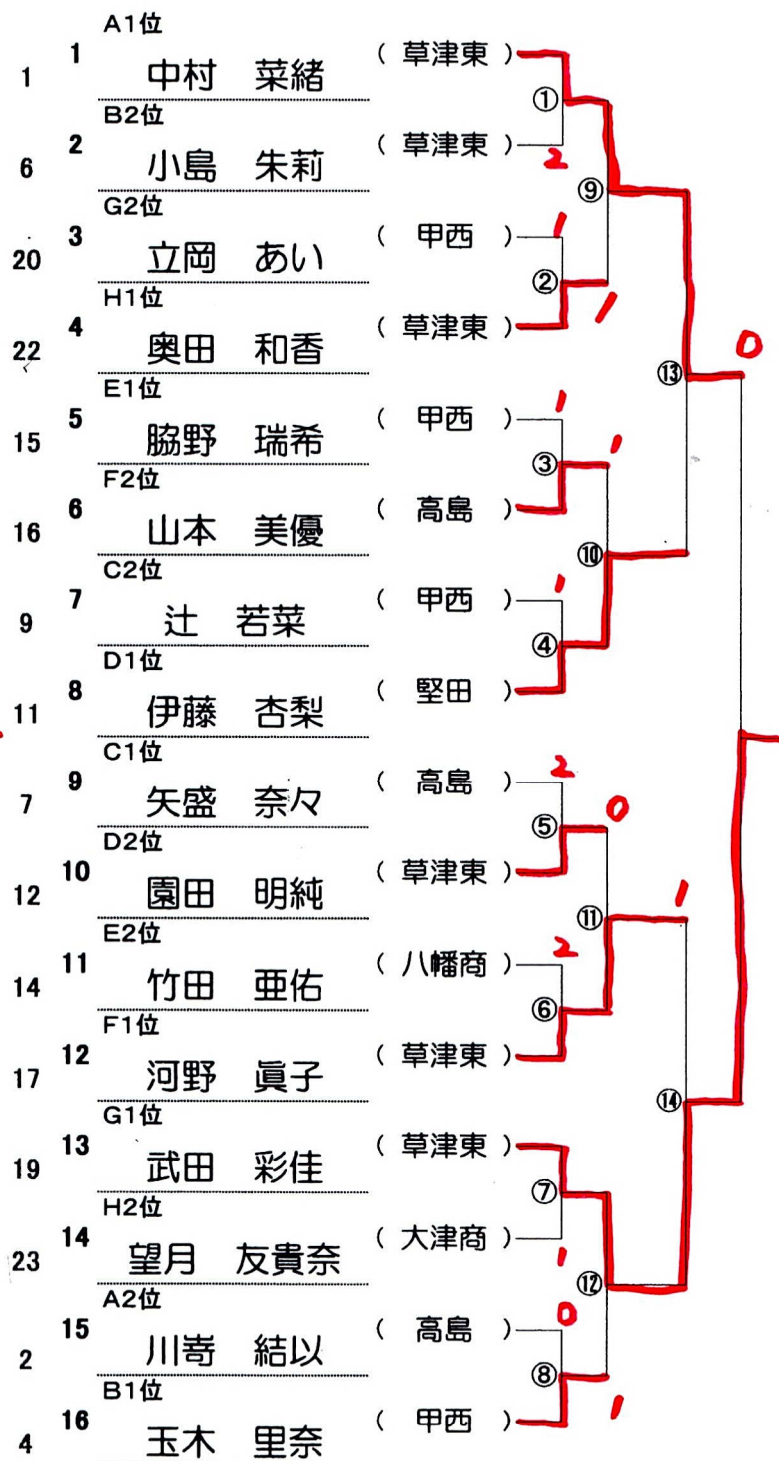 A1位
1 1 中村 菜緒 ( 草津東 )
①
B2位
6 2 小島 朱莉 ( 草津東 ) 2
⑨
G2位
20 3 立岡 あい ( 甲西 ) 1
② 1
H1位
22 4 奥田 和香 ( 草津東 )
⑬ 0
E1位
15 5 脇野 瑞希 ( 甲西 ) 1
③ 1
F2位
16 6 山本 美優 ( 高島 )
⑩
C2位
9 7 辻 若菜 ( 甲西 ) 1
④
D1位
11 8 伊藤 杏梨 ( 堅田 )
C1位
7 9 矢盛 奈々 ( 高島 ) 2
⑤ 0
D2位
12 10 園田 明純 ( 草津東 )
⑪ 1
E2位
14 11 竹田 亜佑 ( 八幡商 ) 2
⑥
F1位
17 12 河野 眞子 ( 草津東 )
⑭
G1位
19 13 武田 彩佳 ( 草津東 )
⑦
H2位
23 14 望月 友貴奈 ( 大津商 ) 1
⑫
A2位
2 15 川嵜 結以 ( 高島 ) 0
⑧ 1
B1位
4 16 玉木 里奈 ( 甲西 )